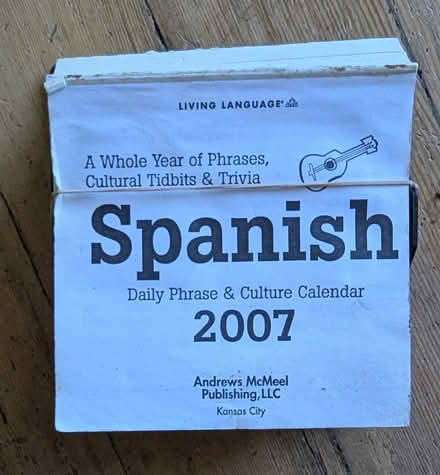 LIVING LANGUAGE®
A Whole Year of Phrases,
Cultural Tidbits & Trivia
Spanish
Daily Phrase & Culture Calendar
2007
Andrews McMeel
Publishing, LLC
Kansas City